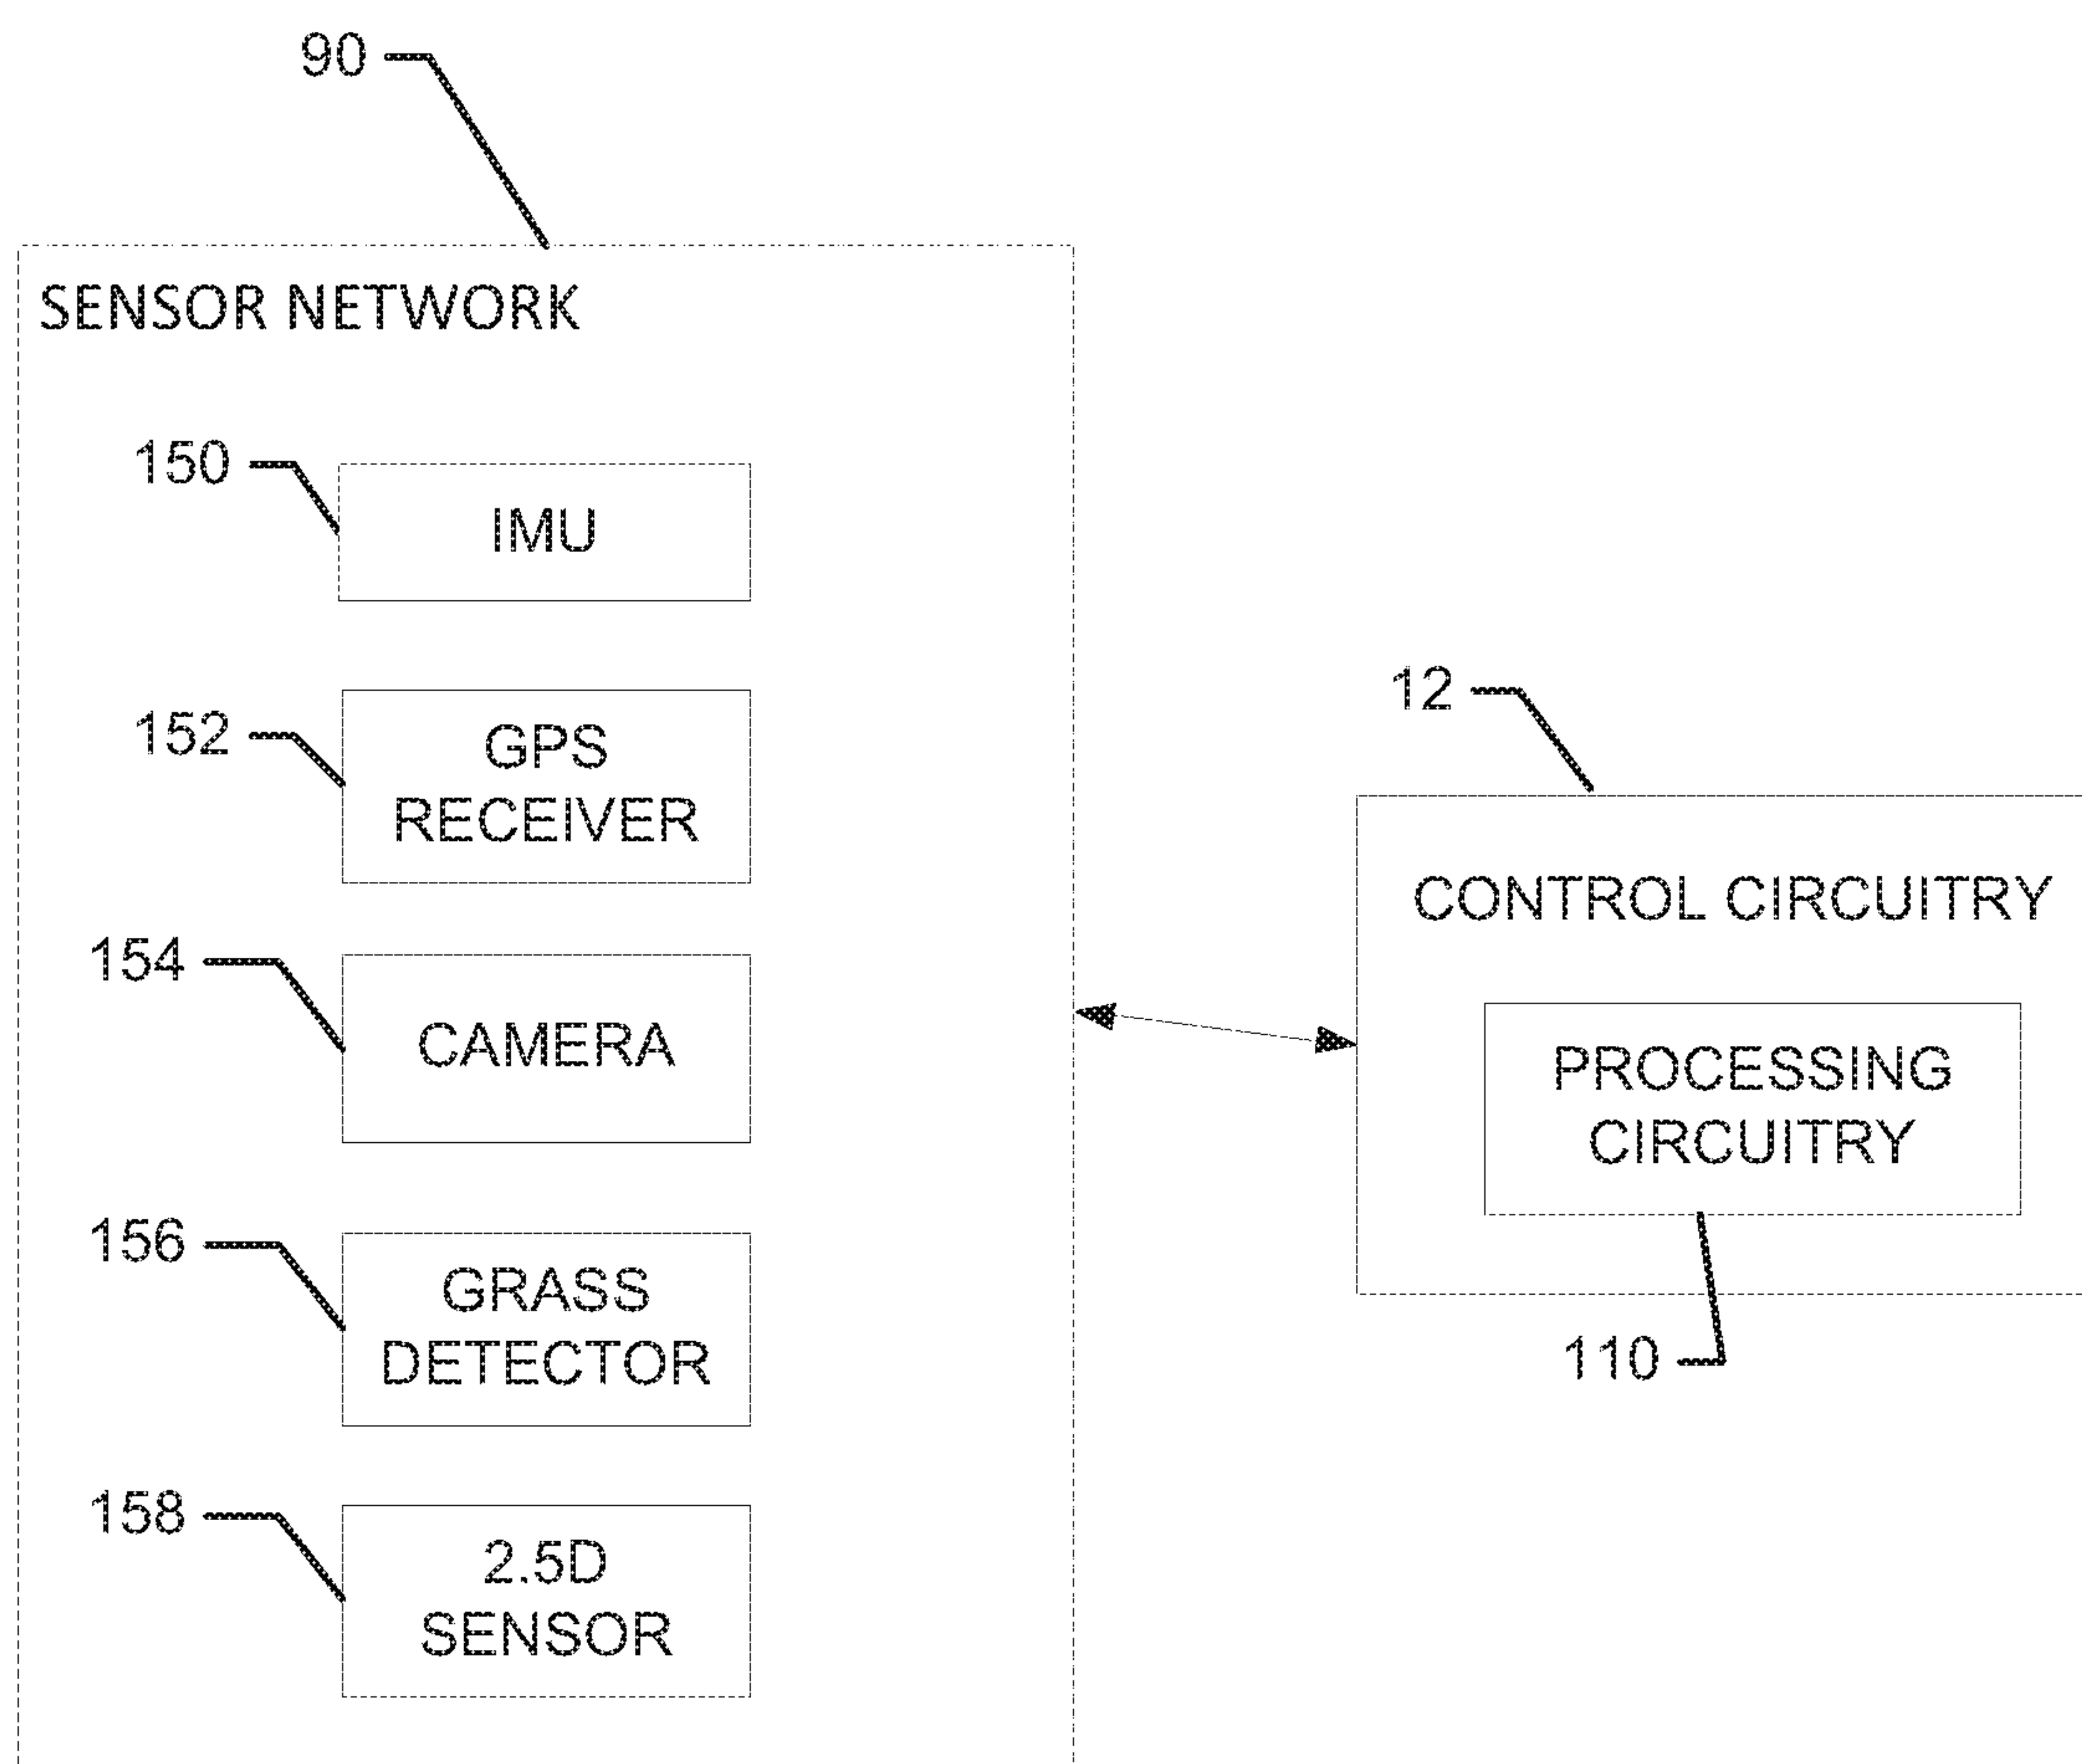 90
SENSOR NETWORK
150
IMU
152
GPS
RECEIVER
154
CAMERA
156
GRASS
DETECTOR
158
2.5D
SENSOR
12
CONTROL CIRCUITRY
PROCESSING
CIRCUITRY
110